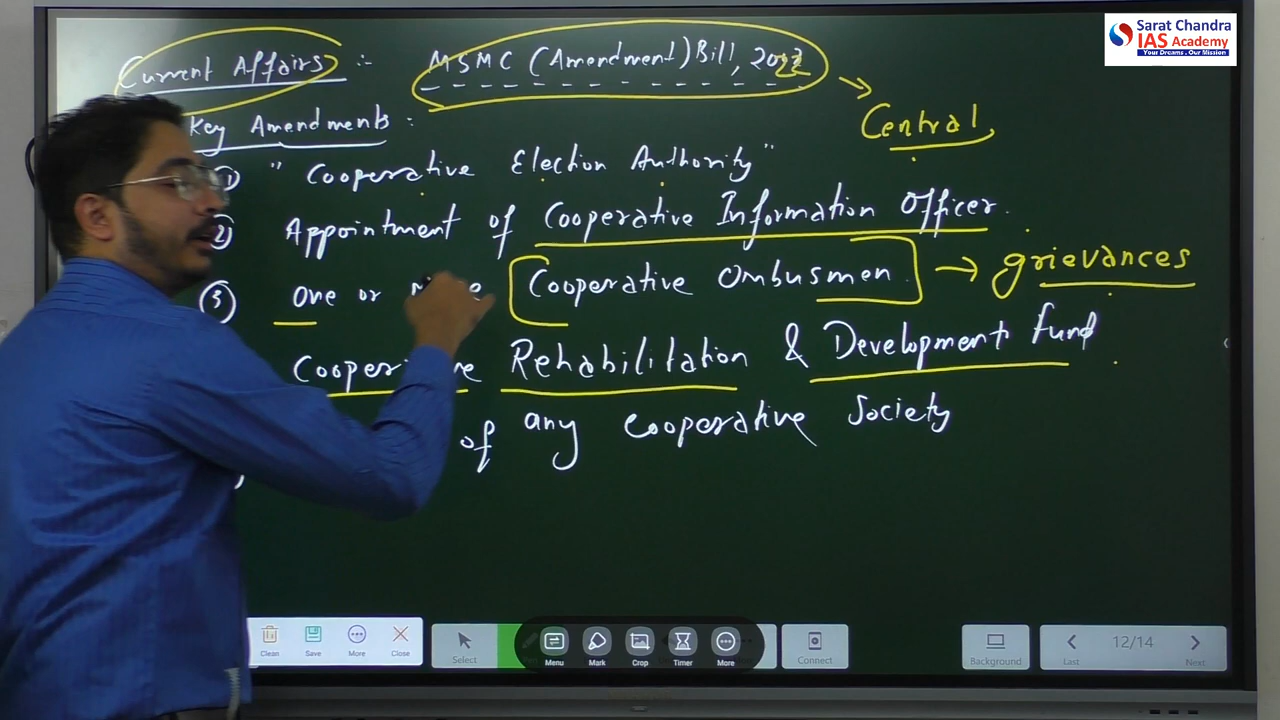 Sarat Chandra
IAS Academy
Your Dreams . Our Mission
Current Affairs :- MSMC (Amendment) Bill, 2022
→ Central
Key Amendments :
① " Cooperative Election Authority "
② Appointment of Cooperative Information Officer.
③ One or Cooperative Ombusmen. → grievances
Rehabilitation & Development Fund
of any cooperative Society
Clean
Save
More
Close
Select
Menu
Mark
Crop
Timer
More
Connect
Background
Last
12/14
Next